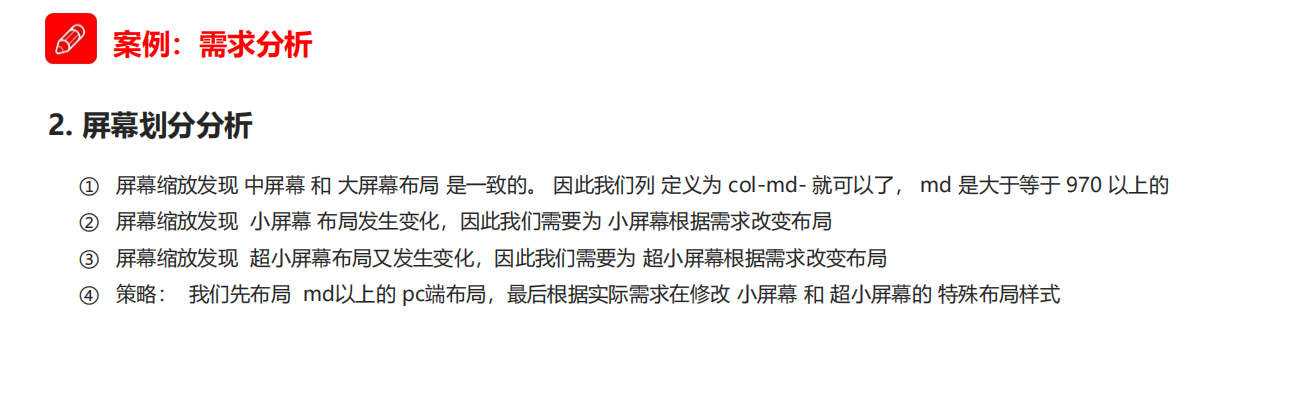 案例：需求分析
2. 屏幕划分分析
① 屏幕缩放发现 中屏幕 和 大屏幕布局 是一致的。 因此我们列 定义为 col-md- 就可以了， md 是大于等于 970 以上的
② 屏幕缩放发现 小屏幕 布局发生变化，因此我们需要为 小屏幕根据需求改变布局
③ 屏幕缩放发现 超小屏幕布局又发生变化，因此我们需要为 超小屏幕根据需求改变布局
④ 策略： 我们先布局 md以上的 pc端布局，最后根据实际需求在修改 小屏幕 和 超小屏幕的 特殊布局样式